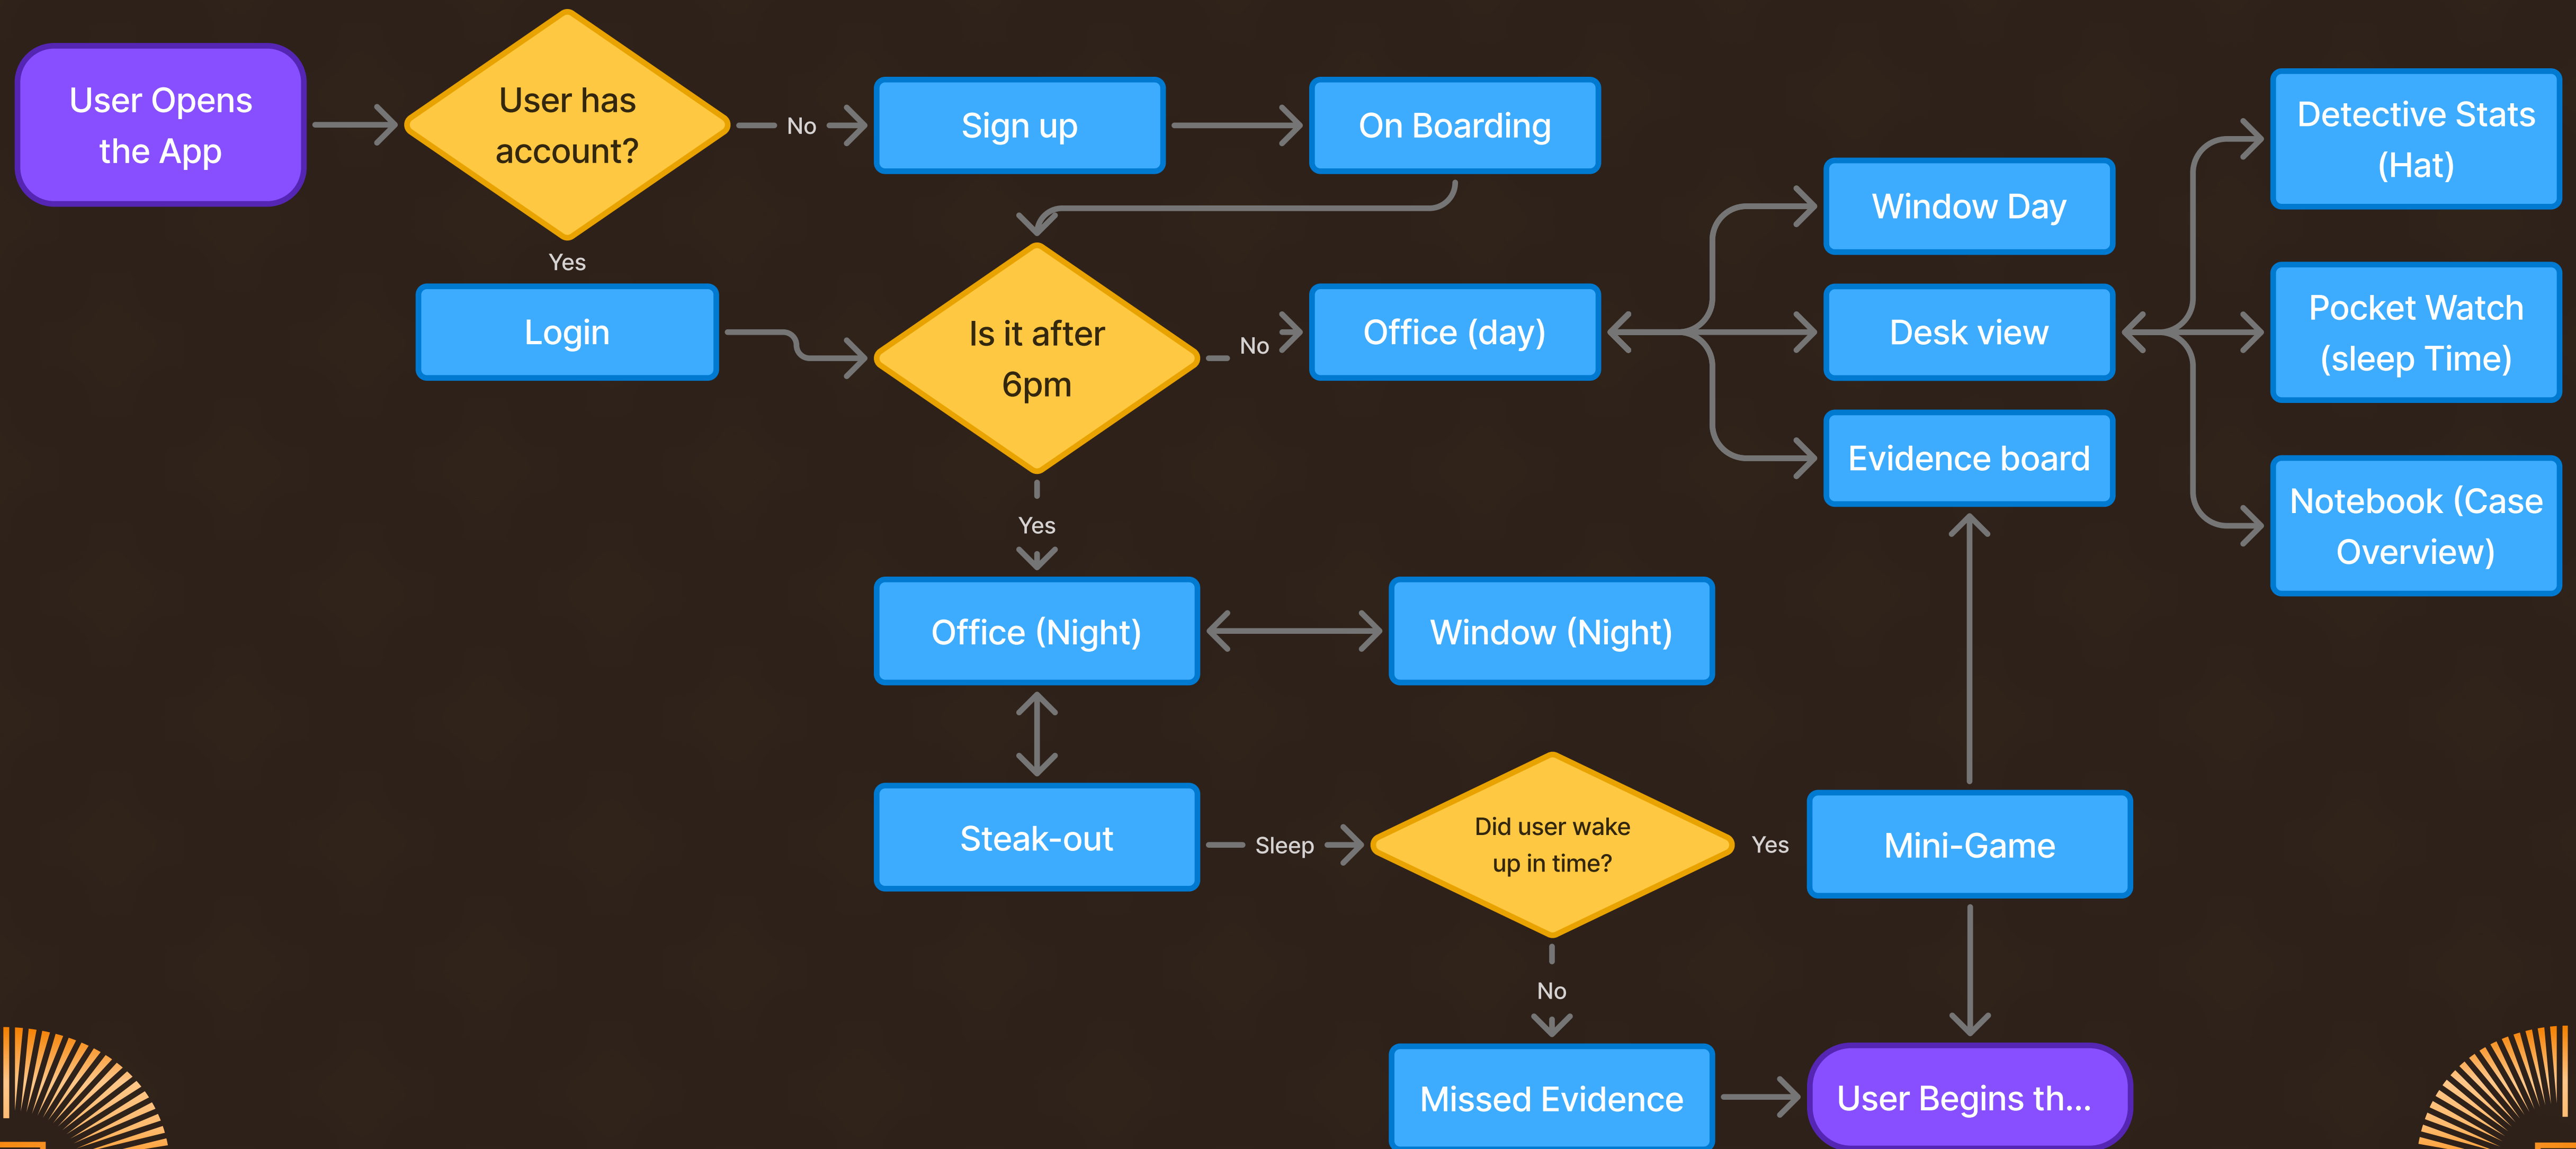 User Opens
the App
User has
account?
No
Sign up
On Boarding
Yes
Login
Is it after
6pm
No
Office (day)
Window Day
Desk view
Evidence board
Detective Stats
(Hat)
Pocket Watch
(sleep Time)
Notebook (Case
Overview)
Yes
Office (Night)
Window (Night)
Steak-out
Sleep
Did user wake
up in time?
Yes
Mini-Game
No
Missed Evidence
User Begins th...